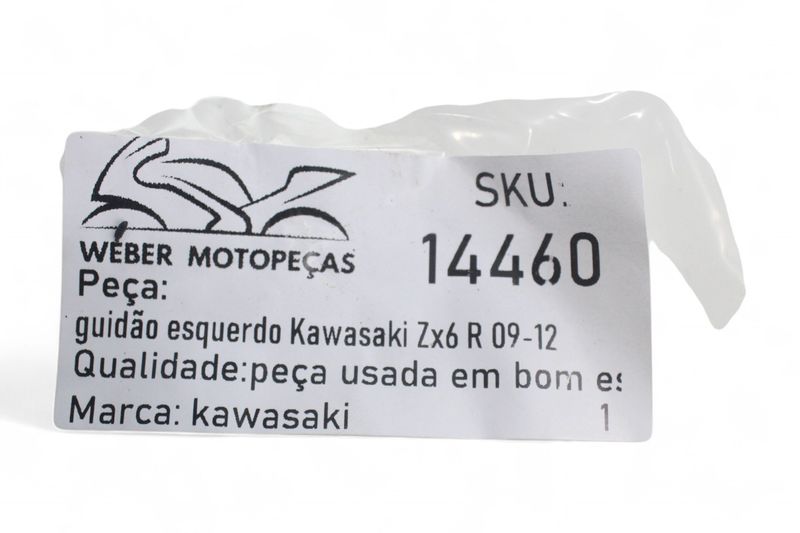 WEBER MOTOPEÇAS
SKU:
14460
Peça:
guidão esquerdo Kawasaki Zx6 R 09-12
Qualidade:peça usada em bom es
Marca: kawasaki 1